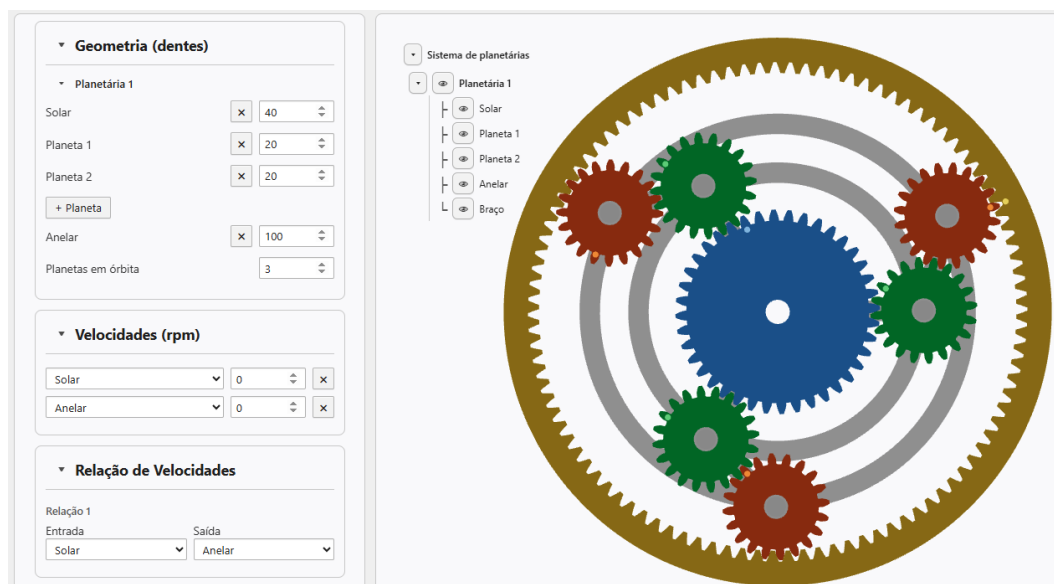 Geometria (dentes)
Planetária 1
Solar × 40
Planeta 1 × 20
Planeta 2 × 20
+ Planeta
Anelar × 100
Planetas em órbita 3
Velocidades (rpm)
Solar 0 ×
Anelar 0 ×
Relação de Velocidades
Relação 1
Entrada Saída
Solar Anelar
Sistema de planetárias
Planetária 1
Solar
Planeta 1
Planeta 2
Anelar
Braço